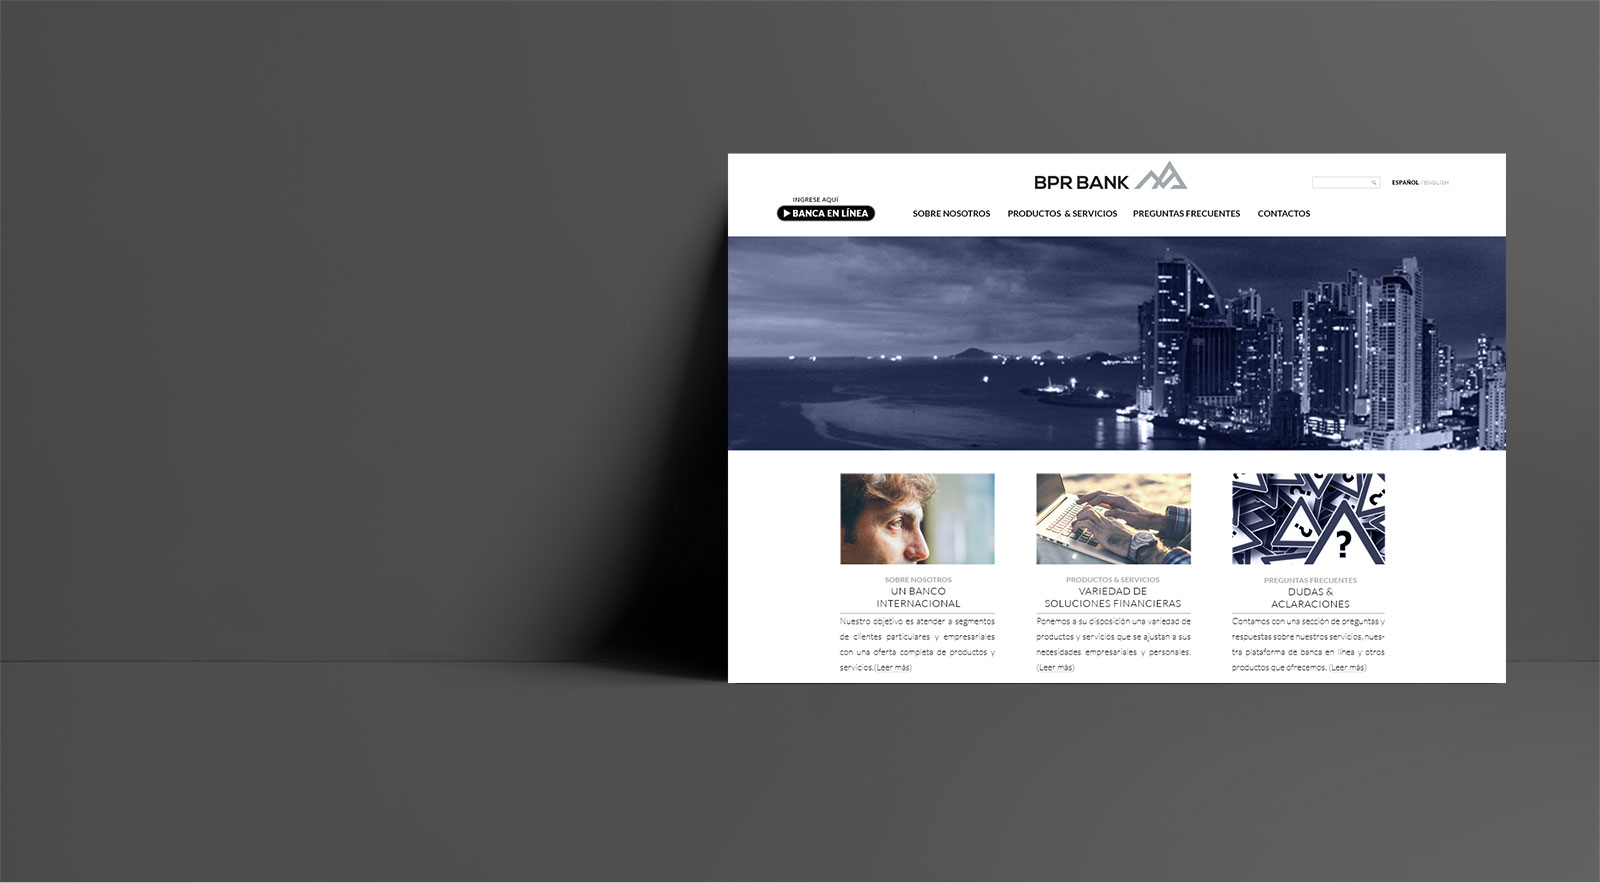 BPR BANK
ESPAÑOL / ENGLISH
INGRESE AQUÍ
BANCA EN LÍNEA
SOBRE NOSOTROS
PRODUCTOS & SERVICIOS
PREGUNTAS FRECUENTES
CONTACTOS
? ? ?
SOBRE NOSOTROS
UN BANCO
INTERNACIONAL
Nuestro objetivo es atender a segmentos
de clientes particulares y empresariales
con una oferta completa de productos y
servicios.(Leer más)
PRODUCTOS & SERVICIOS
VARIEDAD DE
SOLUCIONES FINANCIERAS
Ponemos a su disposición una variedad de
productos y servicios que se ajustan a sus
necesidades empresariales y personales.
(Leer más)
PREGUNTAS FRECUENTES
DUDAS &
ACLARACIONES
Contamos con una sección de preguntas y
respuestas sobre nuestros servicios, nues-
tra plataforma de banca en línea y otros
productos que ofrecemos. (Leer más)